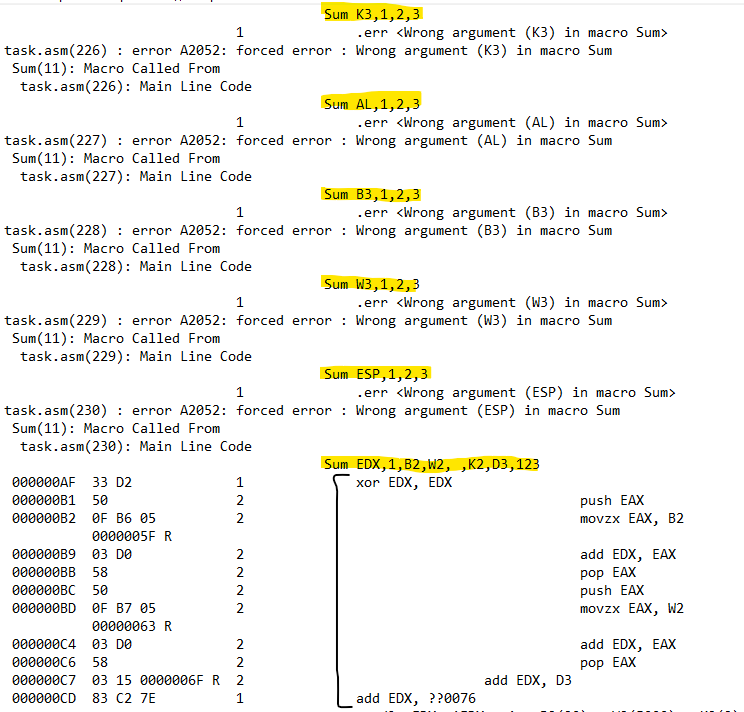 Sum K3,1,2,3
1 .err <Wrong argument (K3) in macro Sum>
task.asm(226) : error A2052: forced error : Wrong argument (K3) in macro Sum
Sum(11): Macro Called From
task.asm(226): Main Line Code
Sum AL,1,2,3
1 .err <Wrong argument (AL) in macro Sum>
task.asm(227) : error A2052: forced error : Wrong argument (AL) in macro Sum
Sum(11): Macro Called From
task.asm(227): Main Line Code
Sum B3,1,2,3
1 .err <Wrong argument (B3) in macro Sum>
task.asm(228) : error A2052: forced error : Wrong argument (B3) in macro Sum
Sum(11): Macro Called From
task.asm(228): Main Line Code
Sum W3,1,2,3
1 .err <Wrong argument (W3) in macro Sum>
task.asm(229) : error A2052: forced error : Wrong argument (W3) in macro Sum
Sum(11): Macro Called From
task.asm(229): Main Line Code
Sum ESP,1,2,3
1 .err <Wrong argument (ESP) in macro Sum>
task.asm(230) : error A2052: forced error : Wrong argument (ESP) in macro Sum
Sum(11): Macro Called From
task.asm(230): Main Line Code
Sum EDX,1,B2,W2, ,K2,D3,123
000000AF 33 D2 1 xor EDX, EDX
000000B1 50 2 push EAX
000000B2 0F B6 05 2 movzx EAX, B2
0000005F R
000000B9 03 D0 2 add EDX, EAX
000000BB 58 2 pop EAX
000000BC 50 2 push EAX
000000BD 0F B7 05 2 movzx EAX, W2
00000063 R
000000C4 03 D0 2 add EDX, EAX
000000C6 58 2 pop EAX
000000C7 03 15 0000006F R 2 add EDX, D3
000000CD 83 C2 7E 1 add EDX, ??0076